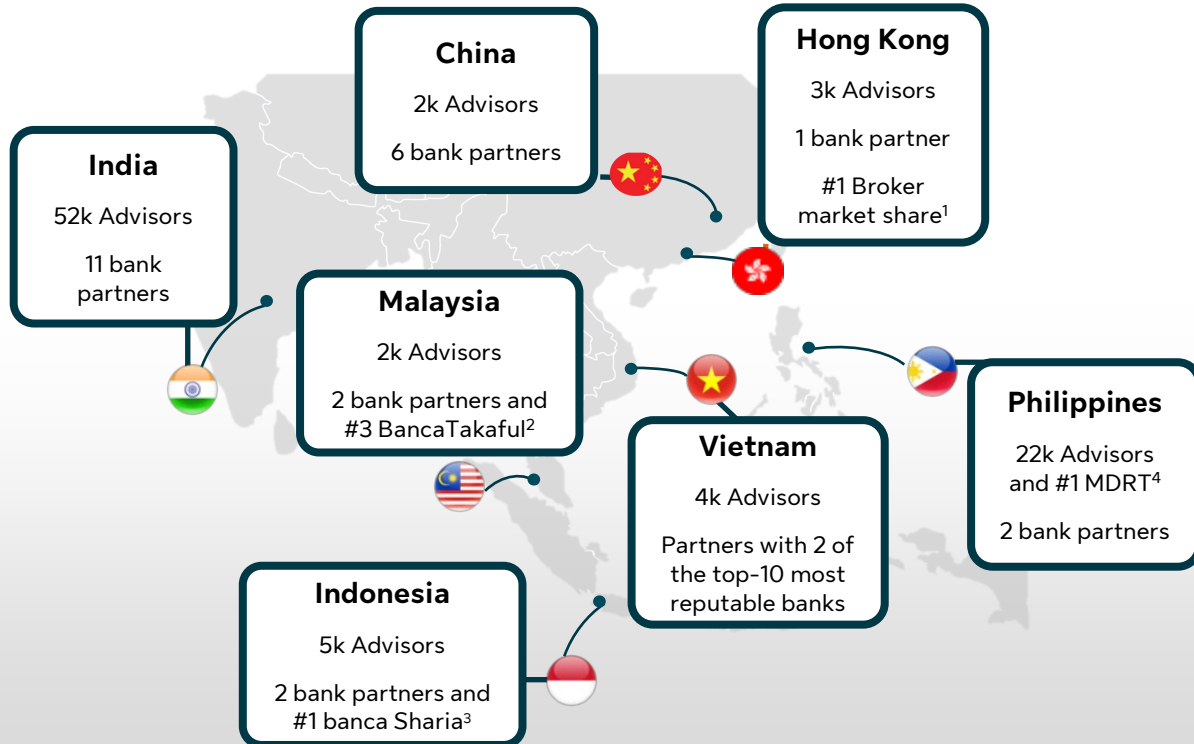 China
2k Advisors
6 bank partners
Hong Kong
3k Advisors
1 bank partner
#1 Broker
market share¹
India
52k Advisors
11 bank
partners
Malaysia
2k Advisors
2 bank partners and
#3 BancaTakaful²
Vietnam
4k Advisors
Partners with 2 of
the top-10 most
reputable banks
Philippines
22k Advisors
and #1 MDRT⁴
2 bank partners
Indonesia
5k Advisors
2 bank partners and
#1 banca Sharia³